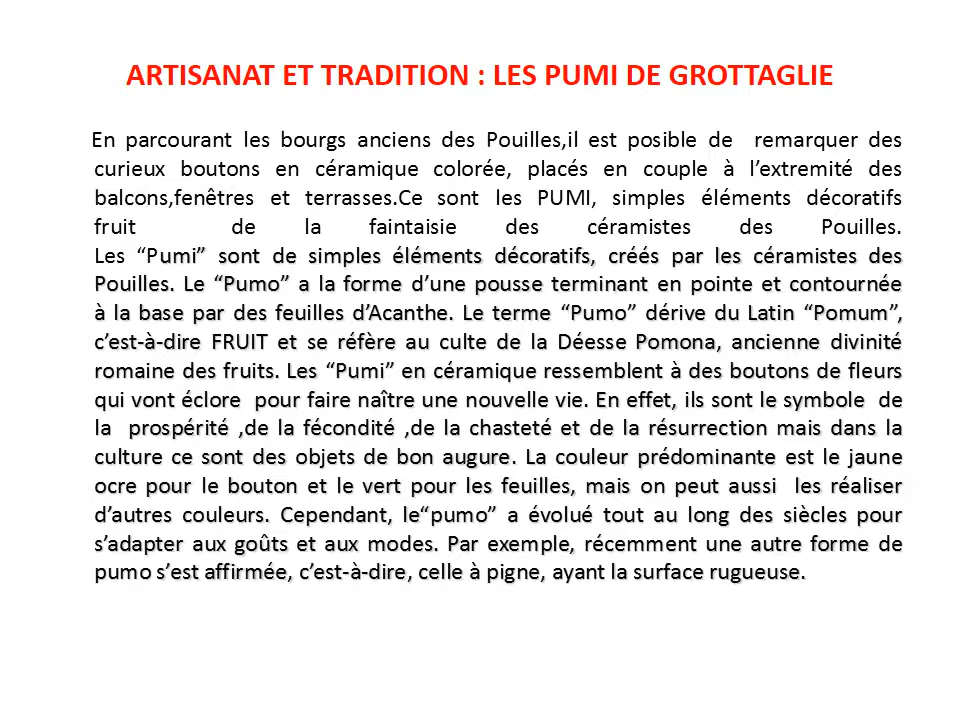 ARTISANAT ET TRADITION : LES PUMI DE GROTTAGLIE
En parcourant les bourgs anciens des Pouilles,il est posible de remarquer des
curieux boutons en céramique colorée, placés en couple à l’extremité des
balcons,fenêtres et terrasses.Ce sont les PUMI, simples éléments décoratifs
fruit de la faintaisie des céramistes des Pouilles.
Les “Pumi” sont de simples éléments décoratifs, créés par les céramistes des
Pouilles. Le “Pumo” a la forme d’une pousse terminant en pointe et contournée
à la base par des feuilles d’Acanthe. Le terme “Pumo” dérive du Latin “Pomum”,
c’est-à-dire FRUIT et se réfère au culte de la Déesse Pomona, ancienne divinité
romaine des fruits. Les “Pumi” en céramique ressemblent à des boutons de fleurs
qui vont éclore pour faire naître une nouvelle vie. En effet, ils sont le symbole de
la prospérité ,de la fécondité ,de la chasteté et de la résurrection mais dans la
culture ce sont des objets de bon augure. La couleur prédominante est le jaune
ocre pour le bouton et le vert pour les feuilles, mais on peut aussi les réaliser
d’autres couleurs. Cependant, le“pumo” a évolué tout au long des siècles pour
s’adapter aux goûts et aux modes. Par exemple, récemment une autre forme de
pumo s’est affirmée, c’est-à-dire, celle à pigne, ayant la surface rugueuse.